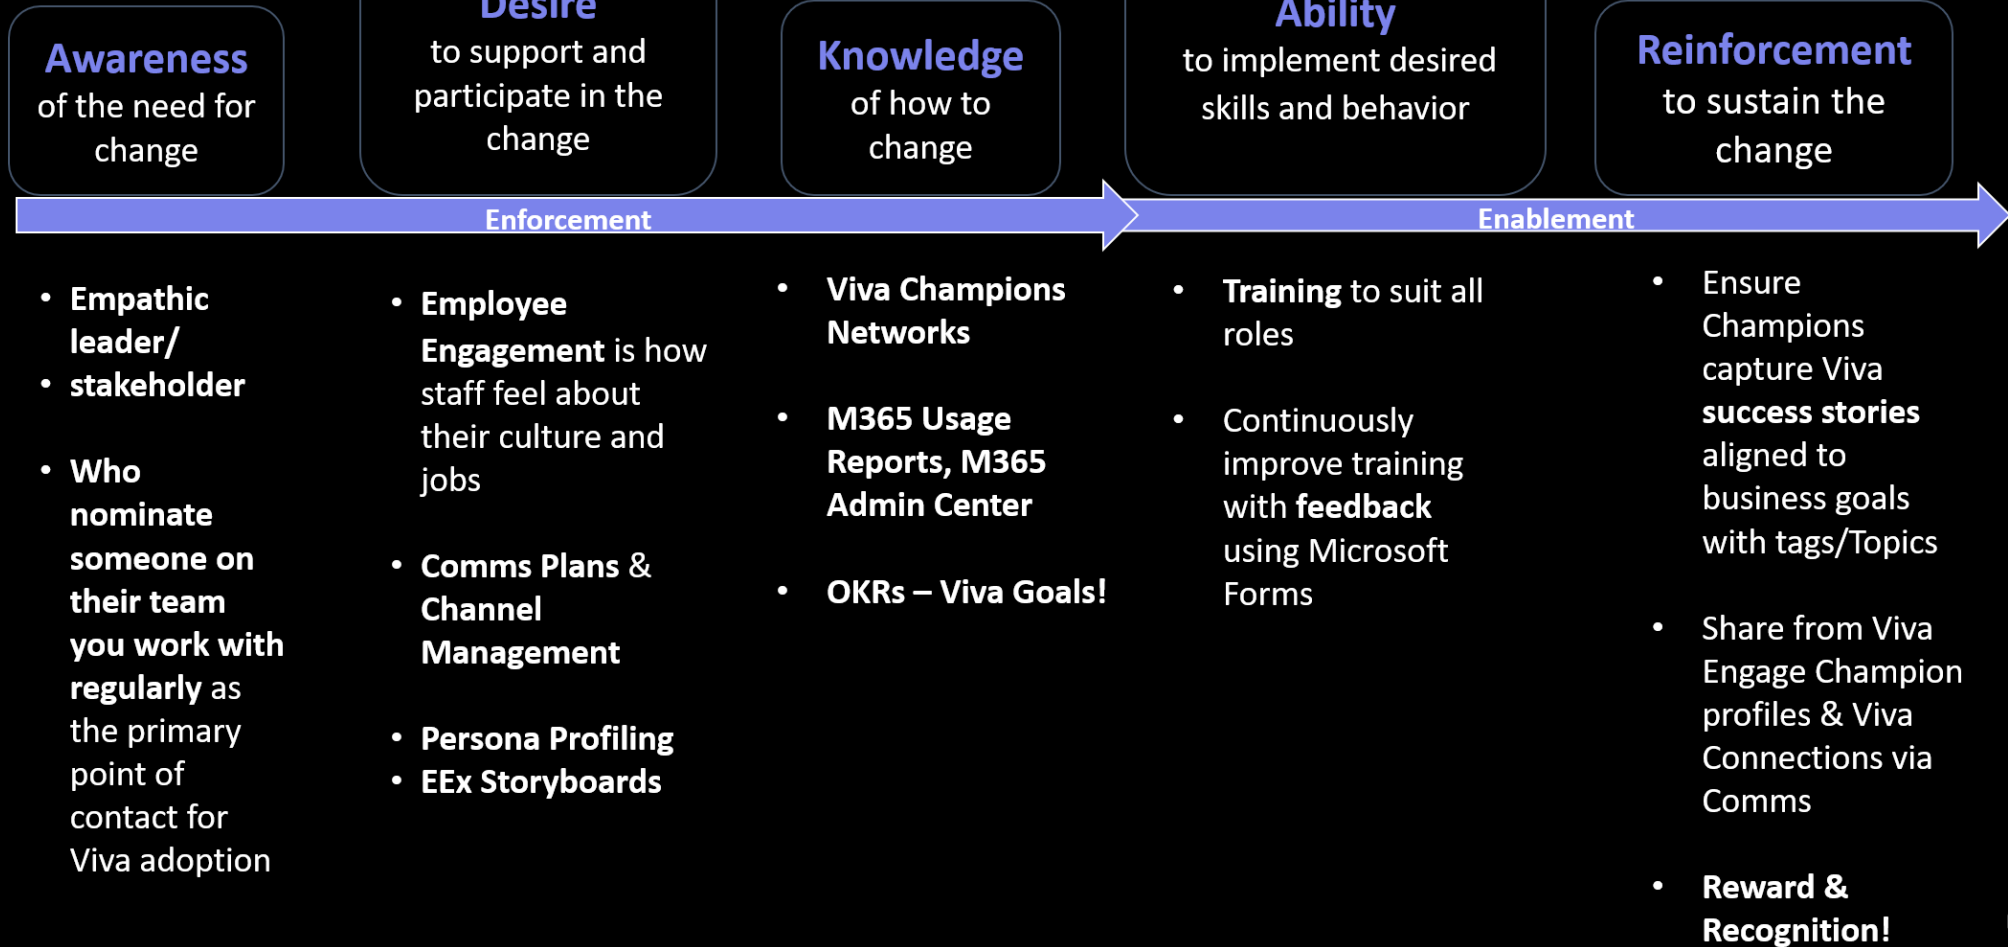 Awareness
of the need for
change
Desire
to support and
participate in the
change
Knowledge
of how to
change
Ability
to implement desired
skills and behavior
Reinforcement
to sustain the
change
Enforcement
Enablement
• Empathic
leader/
• stakeholder
• Who
nominate
someone on
their team
you work with
regularly as
the primary
point of
contact for
Viva adoption
• Employee
Engagement is how
staff feel about
their culture and
jobs
• Comms Plans &
Channel
Management
• Persona Profiling
• EEx Storyboards
• Viva Champions
Networks
• M365 Usage
Reports, M365
Admin Center
• OKRs – Viva Goals!
• Training to suit all
roles
• Continuously
improve training
with feedback
using Microsoft
Forms
• Ensure
Champions
capture Viva
success stories
aligned to
business goals
with tags/Topics
• Share from Viva
Engage Champion
profiles & Viva
Connections via
Comms
• Reward &
Recognition!